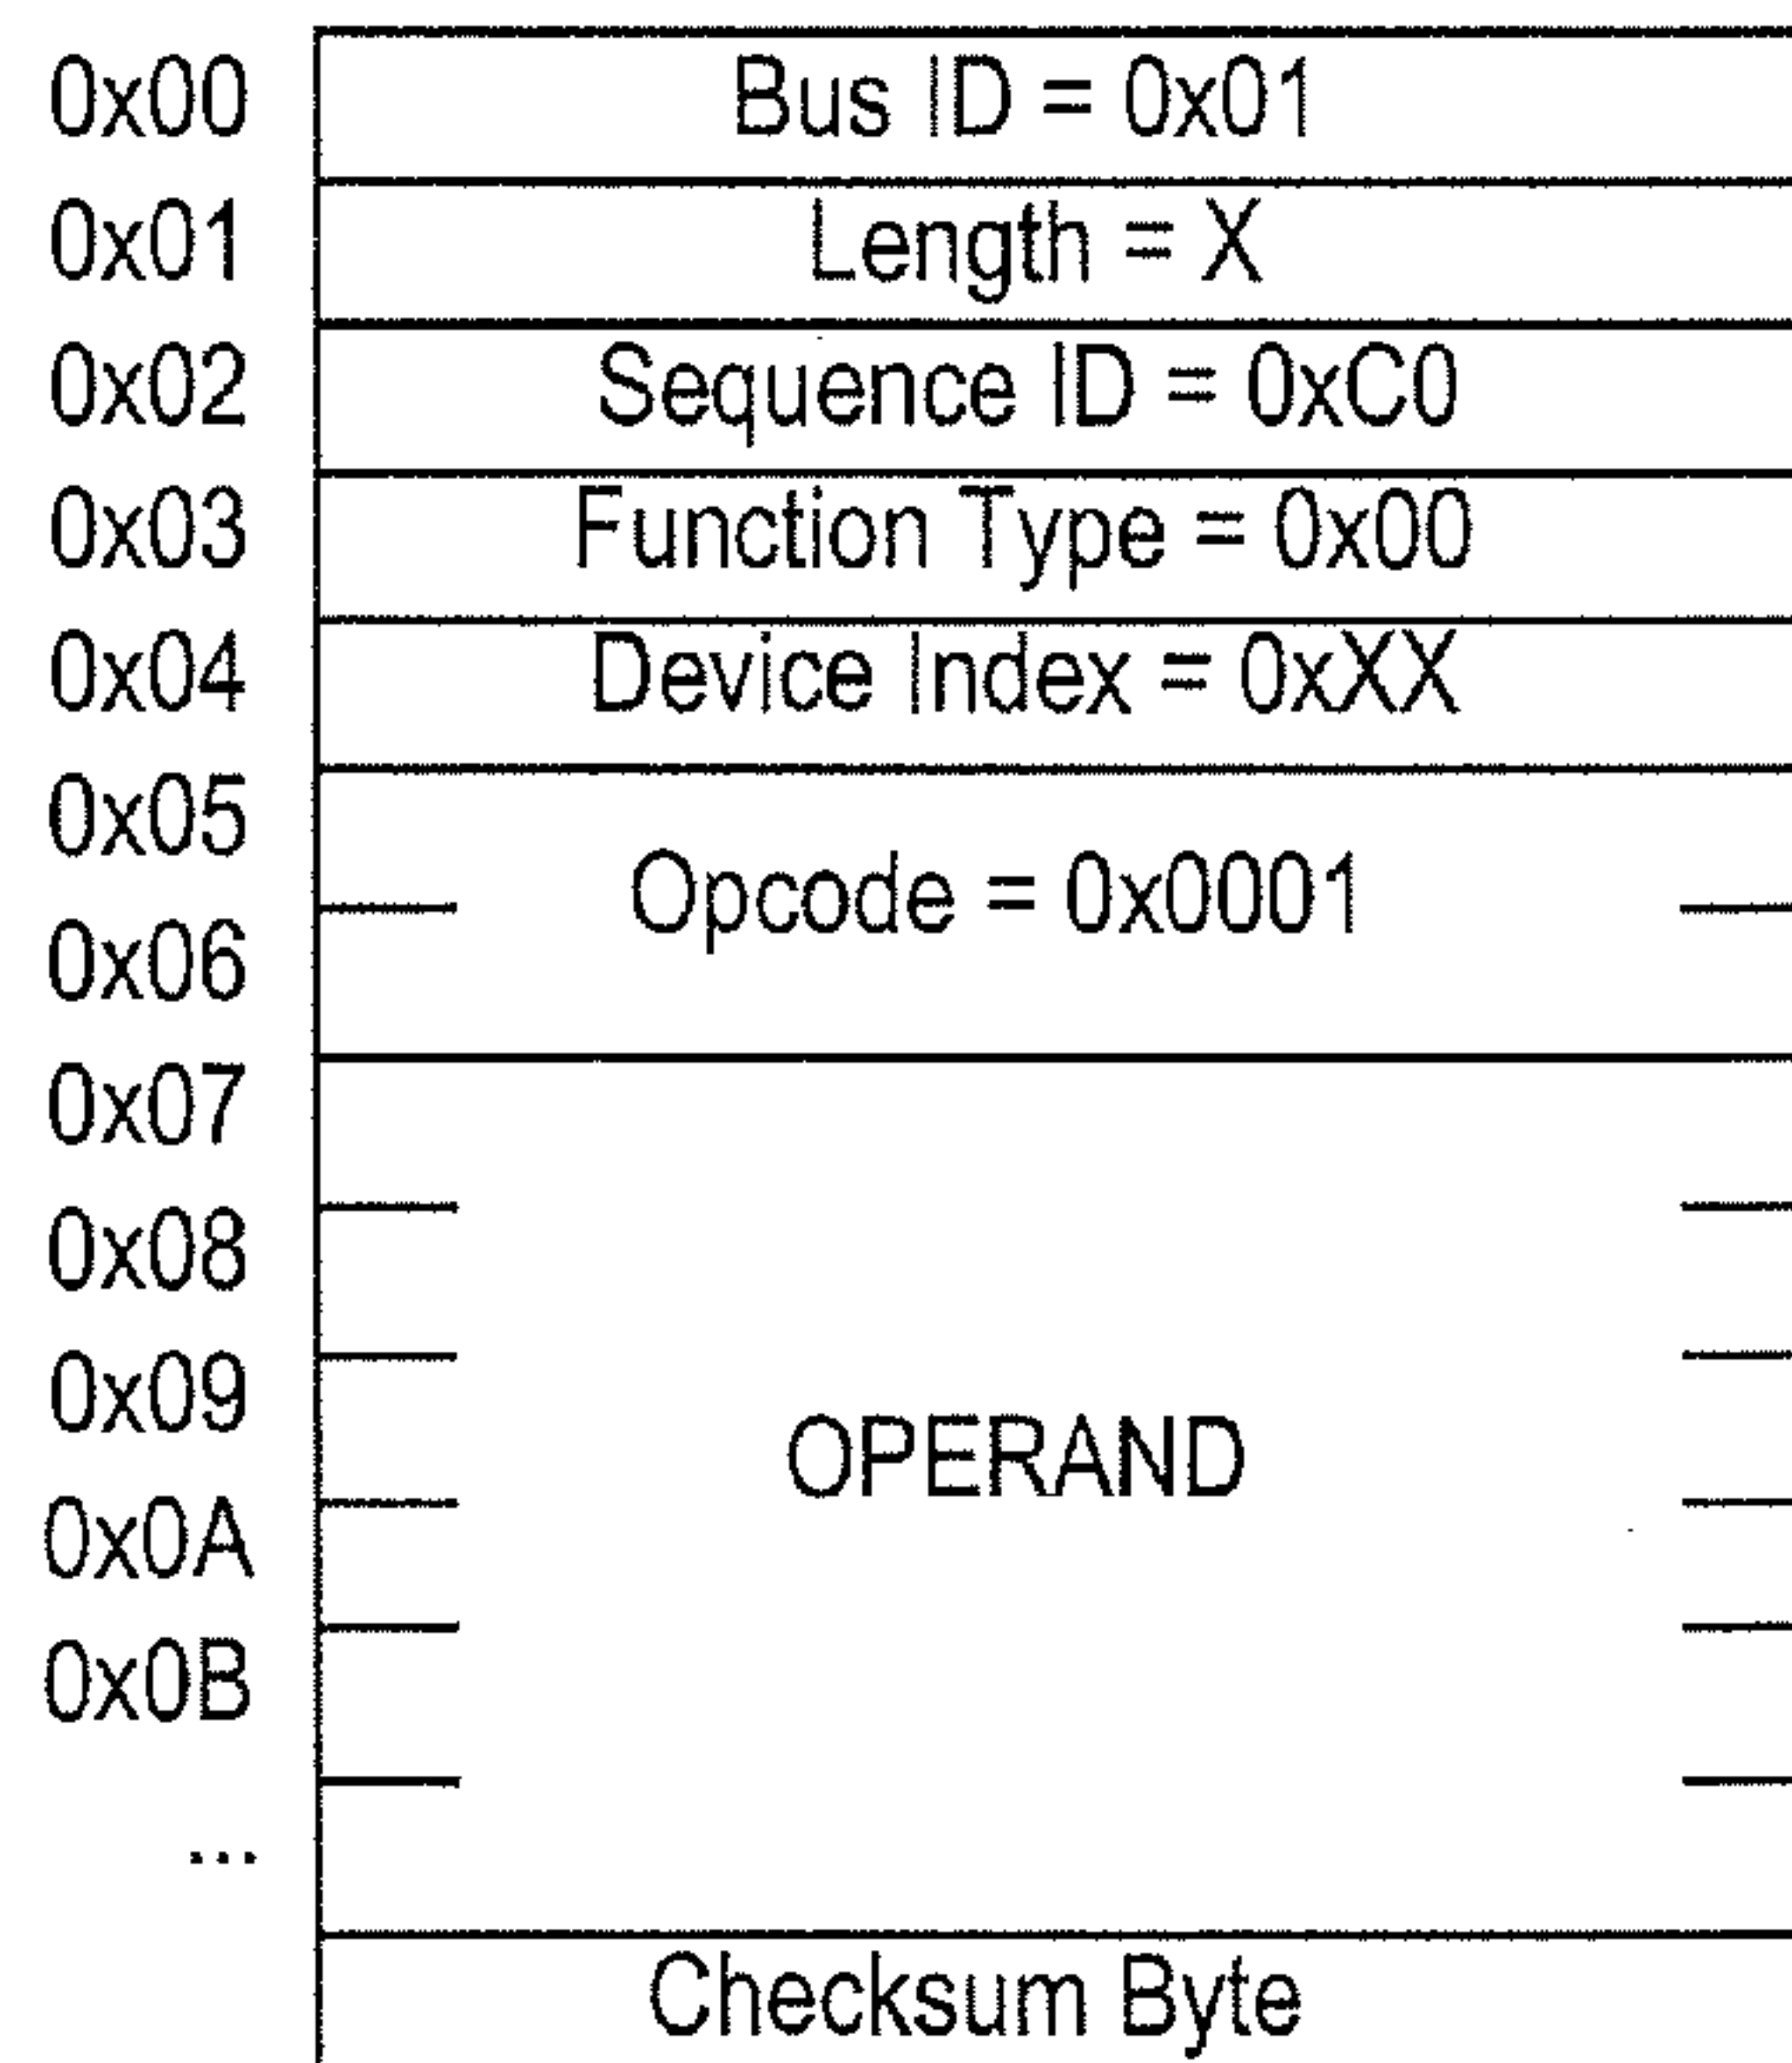 0x00 Bus ID = 0x01
0x01 Length = X
0x02 Sequence ID = 0xC0
0x03 Function Type = 0x00
0x04 Device Index = 0xXX
0x05
Opcode = 0x0001
0x06
0x07
0x08
0x09
OPERAND
0x0A
0x0B
...
Checksum Byte